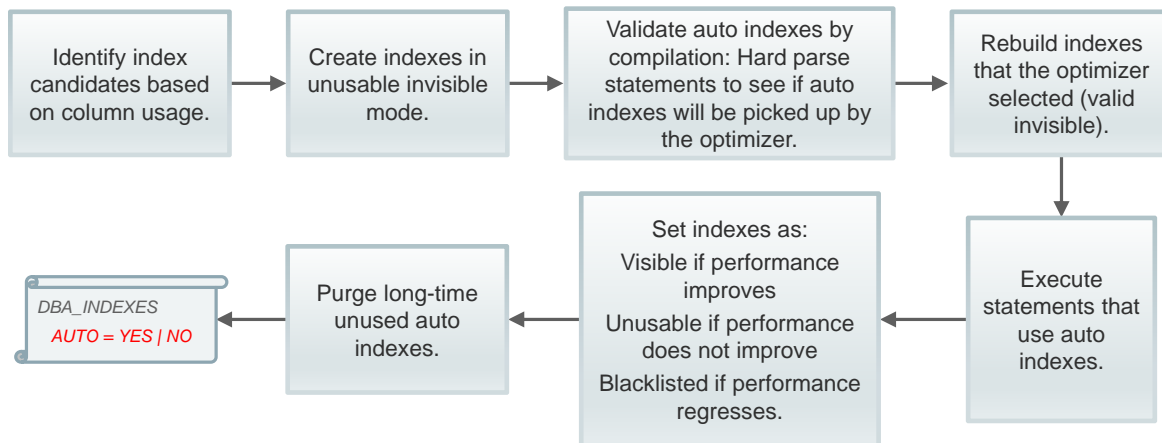 Identify index
candidates based
on column usage.
Create indexes in
unusable invisible
mode.
Validate auto indexes by
compilation: Hard parse
statements to see if auto
indexes will be picked up by
the optimizer.
Rebuild indexes
that the optimizer
selected (valid
invisible).
Execute
statements that
use auto
indexes.
Set indexes as:
Visible if performance
improves
Unusable if performance
does not improve
Blacklisted if performance
regresses.
Purge long-time
unused auto
indexes.
DBA_INDEXES
AUTO = YES | NO